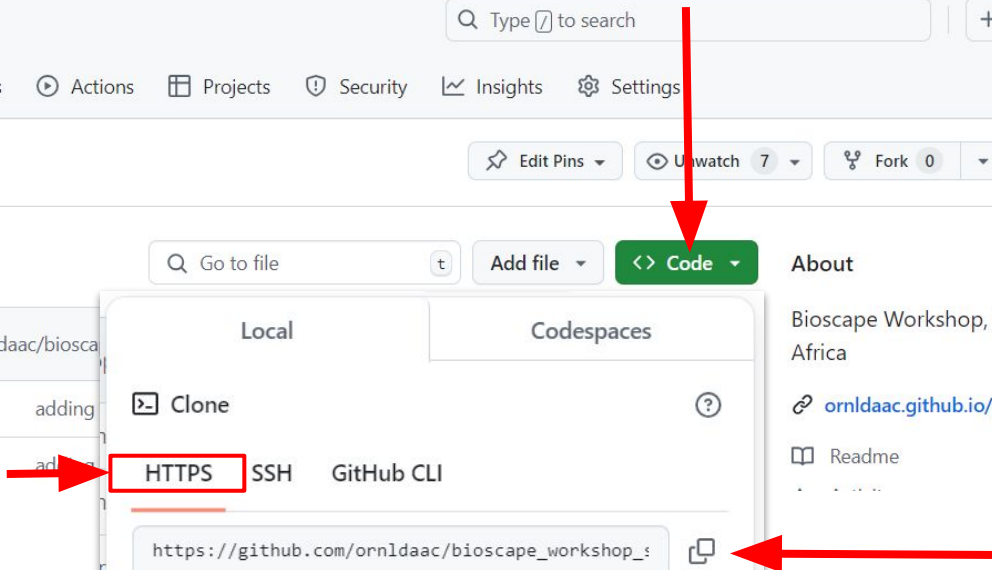 Type / to search
Actions Projects Security Insights Settings
Edit Pins Unwatch 7 Fork 0
Go to file t Add file <> Code About
Local Codespaces
Bioscape Workshop,
Africa
Clone
adding
ornldaac.github.io/
HTTPS SSH GitHub CLI
Readme
https://github.com/ornldaac/bioscape_workshop_s